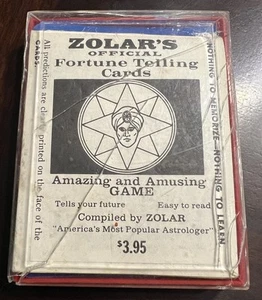 ZOLAR'S
OFFICIAL
Fortune Telling
Cards
Amazing and Amusing
GAME
Tells your future Easy to read
Compiled by ZOLAR
"America's Most Popular Astrologer"
$3.95
All predictions are clearly printed on the face of the CARDS.
NOTHING TO MEMORIZE - NOTHING TO LEARN